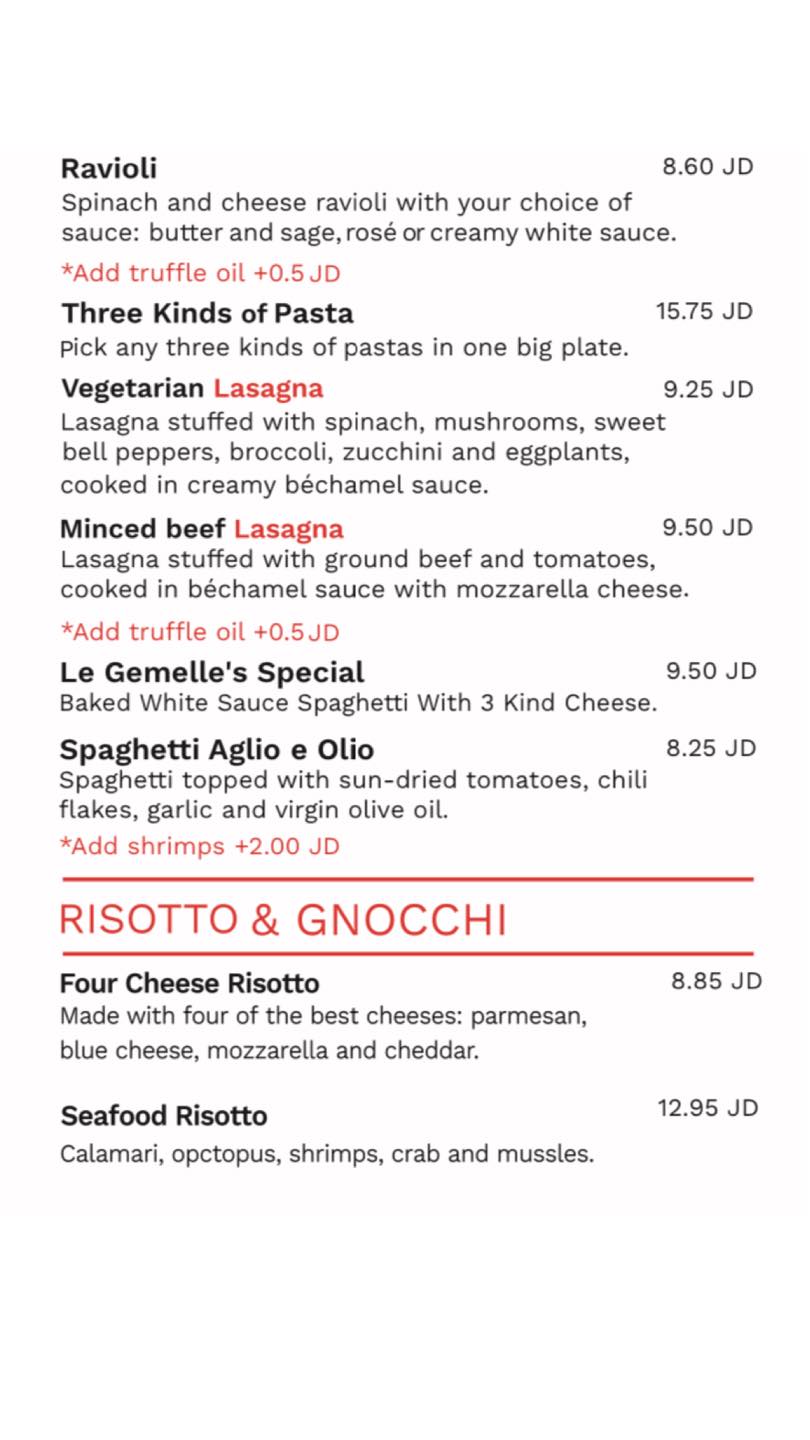 Ravioli 8.60 JD
Spinach and cheese ravioli with your choice of
sauce: butter and sage, rosé or creamy white sauce.
*Add truffle oil +0.5 JD
Three Kinds of Pasta 15.75 JD
Pick any three kinds of pastas in one big plate.
Vegetarian Lasagna 9.25 JD
Lasagna stuffed with spinach, mushrooms, sweet
bell peppers, broccoli, zucchini and eggplants,
cooked in creamy béchamel sauce.
Minced beef Lasagna 9.50 JD
Lasagna stuffed with ground beef and tomatoes,
cooked in béchamel sauce with mozzarella cheese.
*Add truffle oil +0.5 JD
Le Gemelle's Special 9.50 JD
Baked White Sauce Spaghetti With 3 Kind Cheese.
Spaghetti Aglio e Olio 8.25 JD
Spaghetti topped with sun-dried tomatoes, chili
flakes, garlic and virgin olive oil.
*Add shrimps +2.00 JD
RISOTTO & GNOCCHI
Four Cheese Risotto 8.85 JD
Made with four of the best cheeses: parmesan,
blue cheese, mozzarella and cheddar.
Seafood Risotto 12.95 JD
Calamari, opctopus, shrimps, crab and mussles.